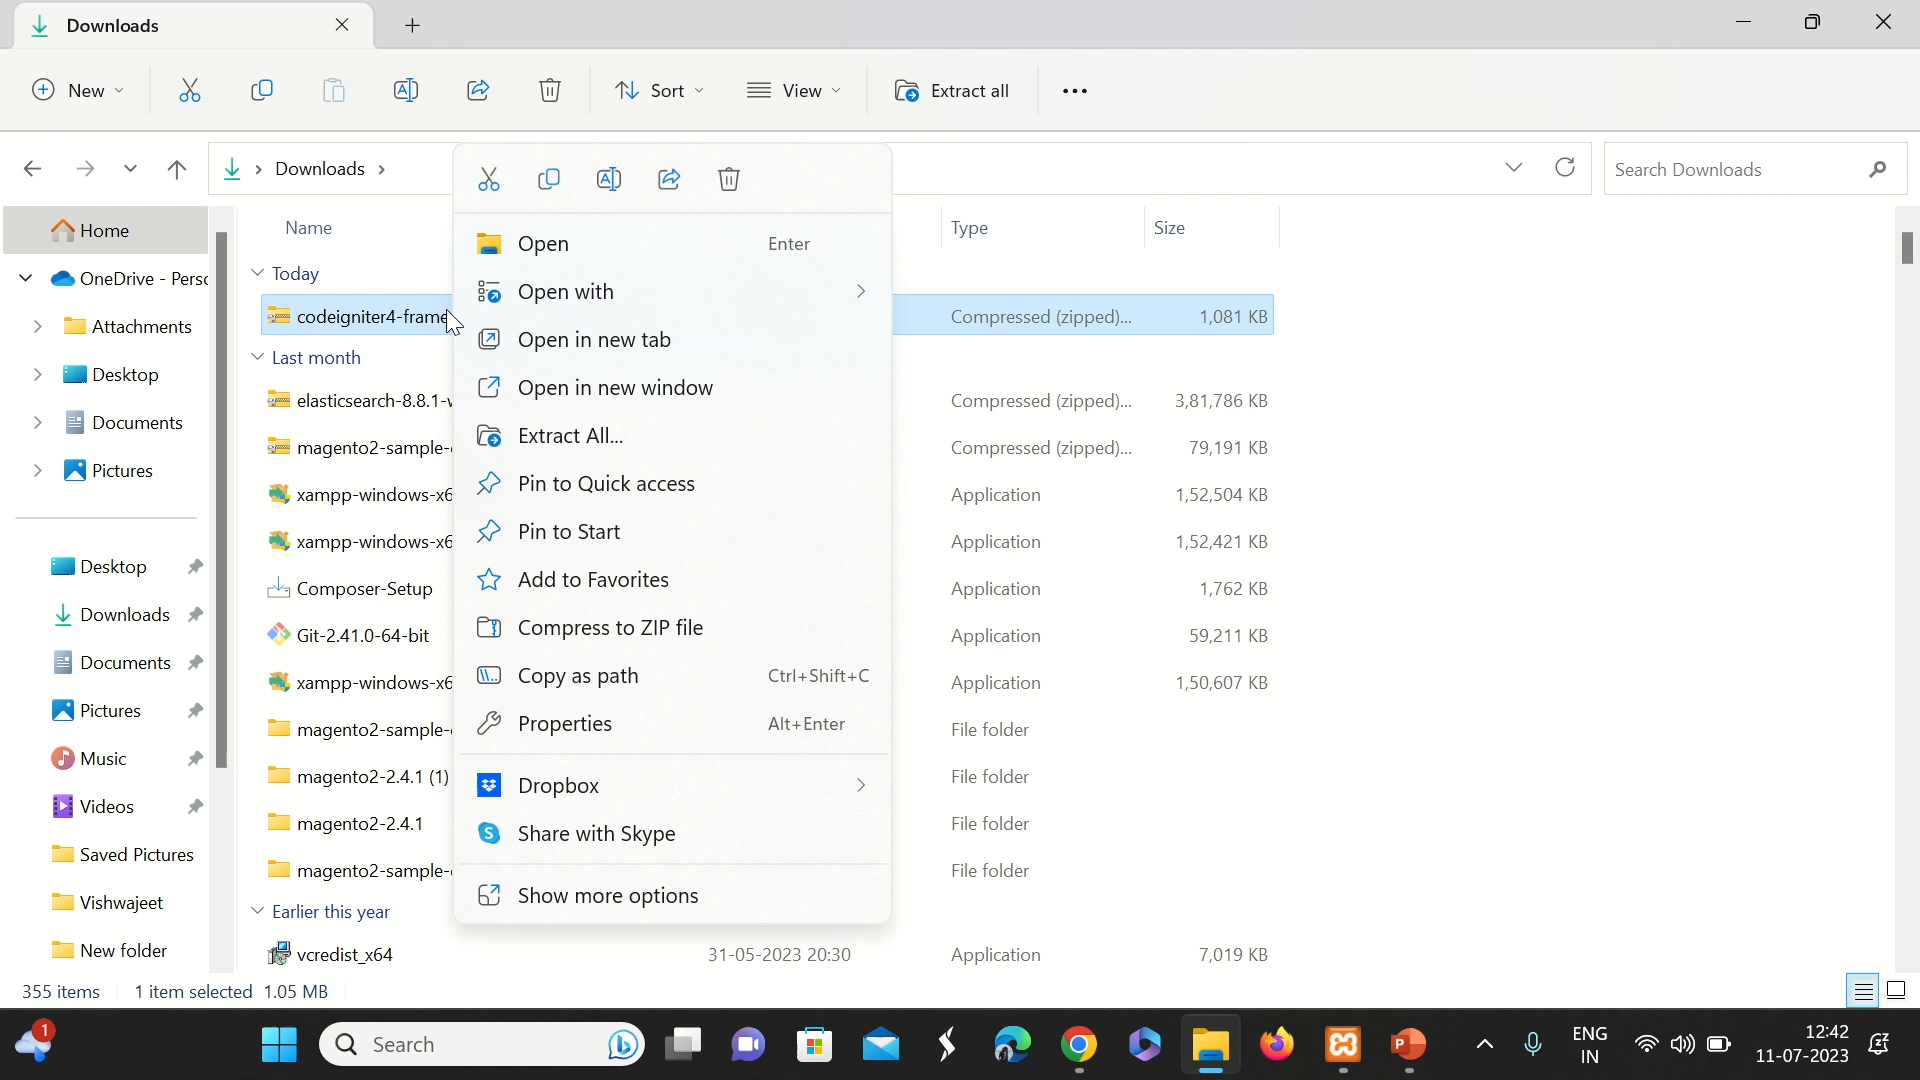 Downloads
New
Sort
View
Extract all
Downloads
Search Downloads
Name
Type
Size
Home
OneDrive - Pers
Attachments
Desktop
Documents
Pictures
Desktop
Downloads
Documents
Pictures
Music
Videos
Saved Pictures
Vishwajeet
New folder
Today
codeigniter4-frame
Compressed (zipped)...
1,081 KB
Last month
elasticsearch-8.8.1-
Compressed (zipped)...
3,81,786 KB
magento2-sample-
Compressed (zipped)...
79,191 KB
xampp-windows-x6
Application
1,52,504 KB
xampp-windows-x6
Application
1,52,421 KB
Composer-Setup
Application
1,762 KB
Git-2.41.0-64-bit
Application
59,211 KB
xampp-windows-x6
Application
1,50,607 KB
magento2-sample-
File folder
magento2-2.4.1 (1)
File folder
magento2-2.4.1
File folder
magento2-sample-
File folder
Earlier this year
vcredist_x64
31-05-2023 20:30
Application
7,019 KB
Open
Enter
Open with
Open in new tab
Open in new window
Extract All...
Pin to Quick access
Pin to Start
Add to Favorites
Compress to ZIP file
Copy as path
Ctrl+Shift+C
Properties
Alt+Enter
Dropbox
Share with Skype
Show more options
355 items
1 item selected 1.05 MB
1
Search
ENG
IN
12:42
11-07-2023